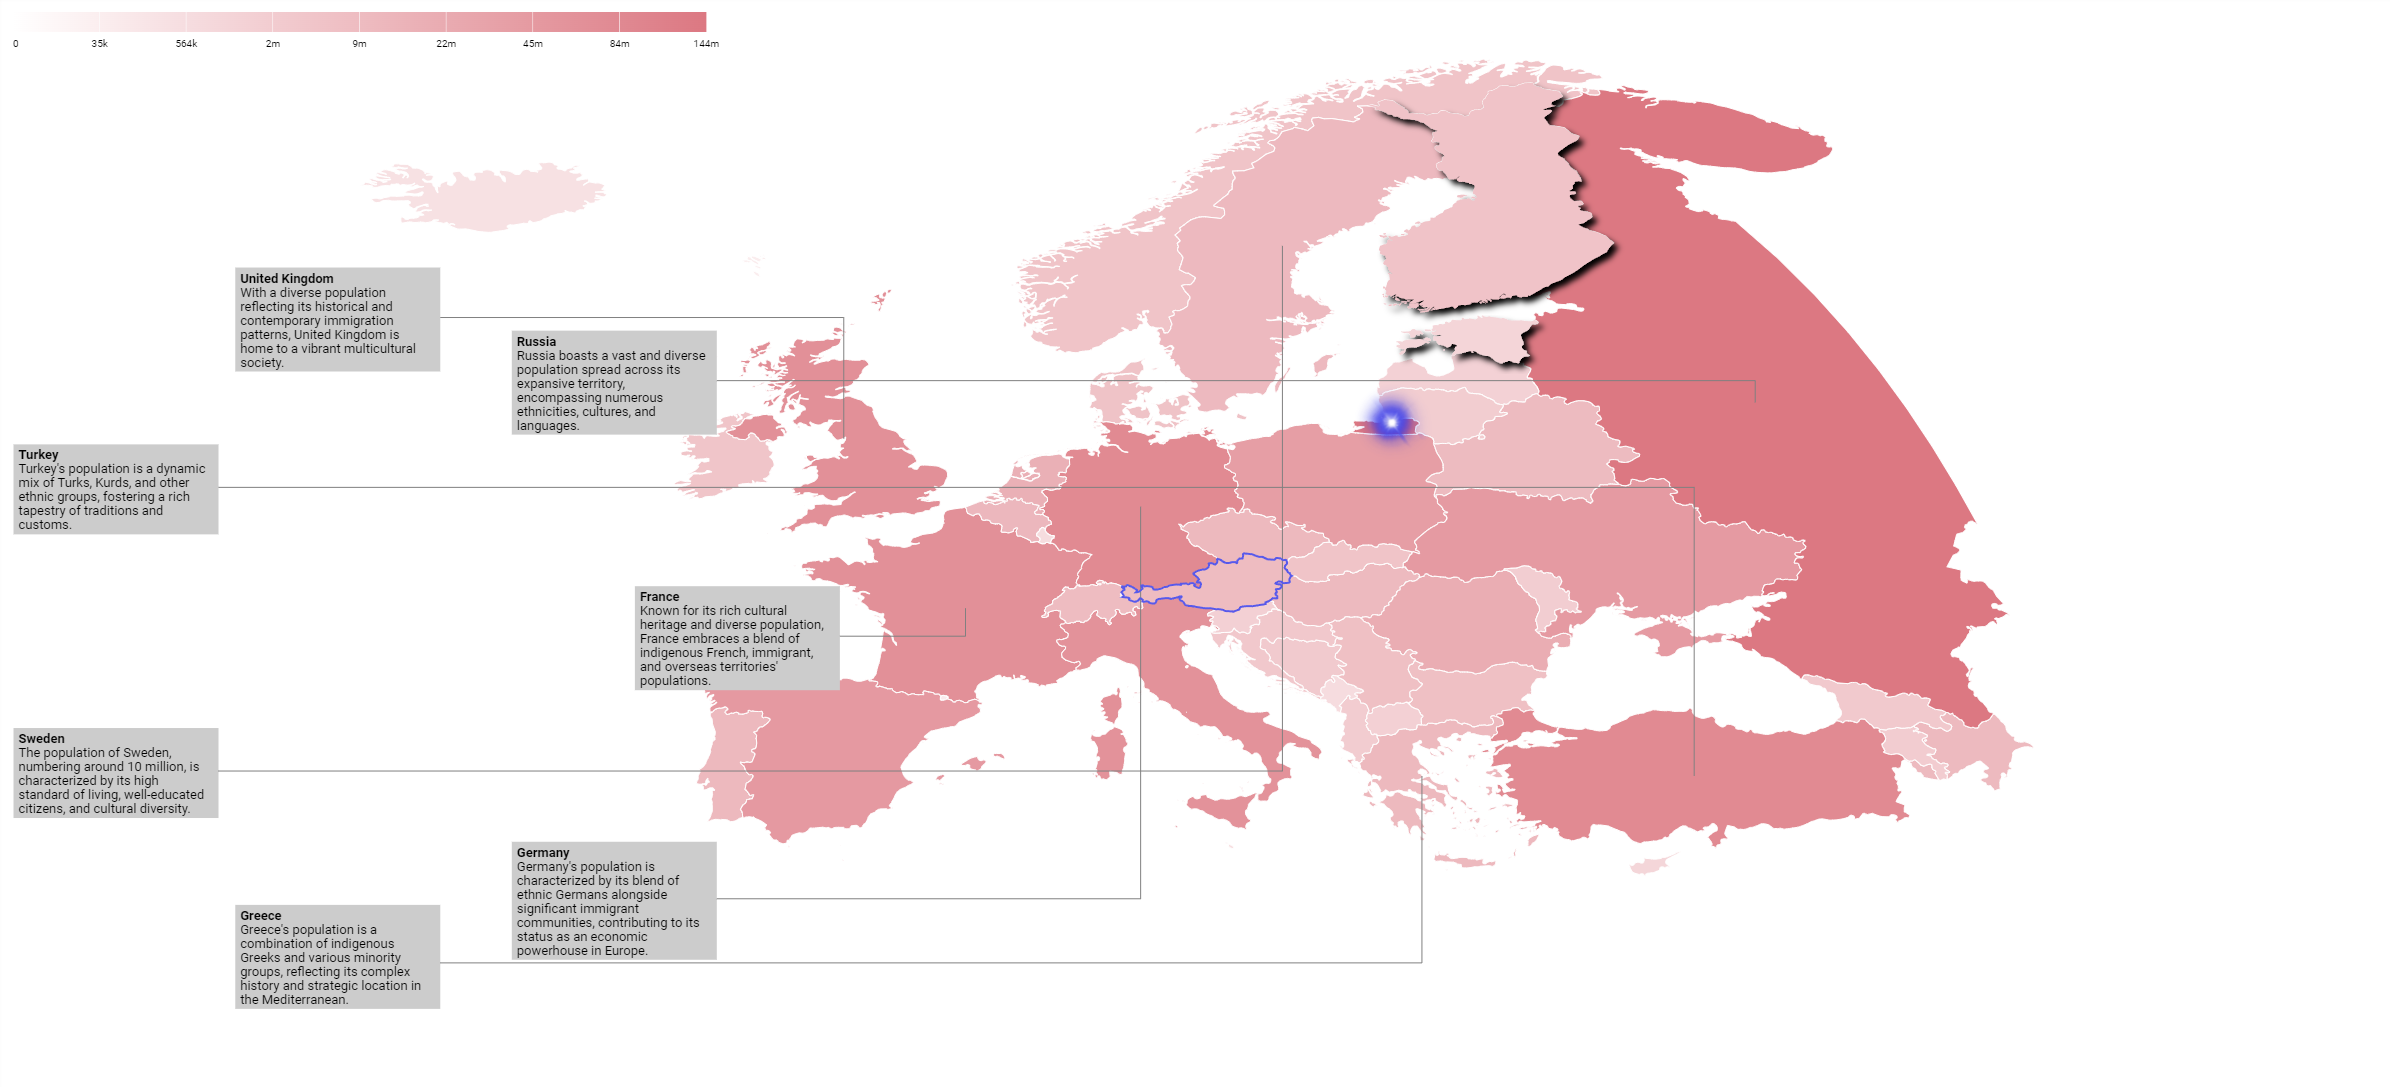 0 35k 564k 2m 9m 22m 45m 84m 144m
United Kingdom
With a diverse population
reflecting its historical and
contemporary immigration
patterns, United Kingdom is
home to a vibrant multicultural
society.
Russia
Russia boasts a vast and diverse
population spread across its
expansive territory,
encompassing numerous
ethnicities, cultures, and
languages.
Turkey
Turkey's population is a dynamic
mix of Turks, Kurds, and other
ethnic groups, fostering a rich
tapestry of traditions and
customs.
France
Known for its rich cultural
heritage and diverse population,
France embraces a blend of
indigenous French, immigrant,
and overseas territories'
populations.
Sweden
The population of Sweden,
numbering around 10 million, is
characterized by its high
standard of living, well-educated
citizens, and cultural diversity.
Germany
Germany's population is
characterized by its blend of
ethnic Germans alongside
significant immigrant
communities, contributing to its
status as an economic
powerhouse in Europe.
Greece
Greece's population is a
combination of indigenous
Greeks and various minority
groups, reflecting its complex
history and strategic location in
the Mediterranean.